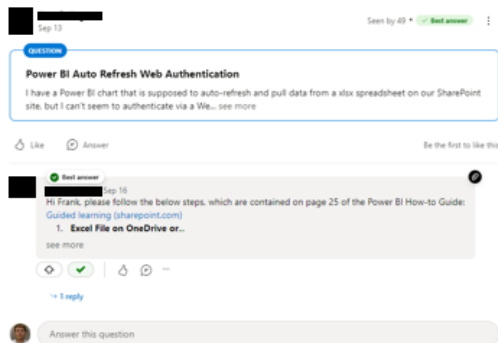 Sep 13
Seen by 49 • Best answer
QUESTION
Power BI Auto Refresh Web Authentication
I have a Power BI chart that is supposed to auto-refresh and pull data from a xlsx spreadsheet on our SharePoint
site, but I can't seem to authenticate via a We... see more
Like Answer Be the first to like this
Best answer
Sep 16
Hi Frank, please follow the below steps, which are contained on page 25 of the Power BI How-to Guide:
Guided learning (sharepoint.com)
1. Excel File on OneDrive or...
see more
1 reply
Answer this question